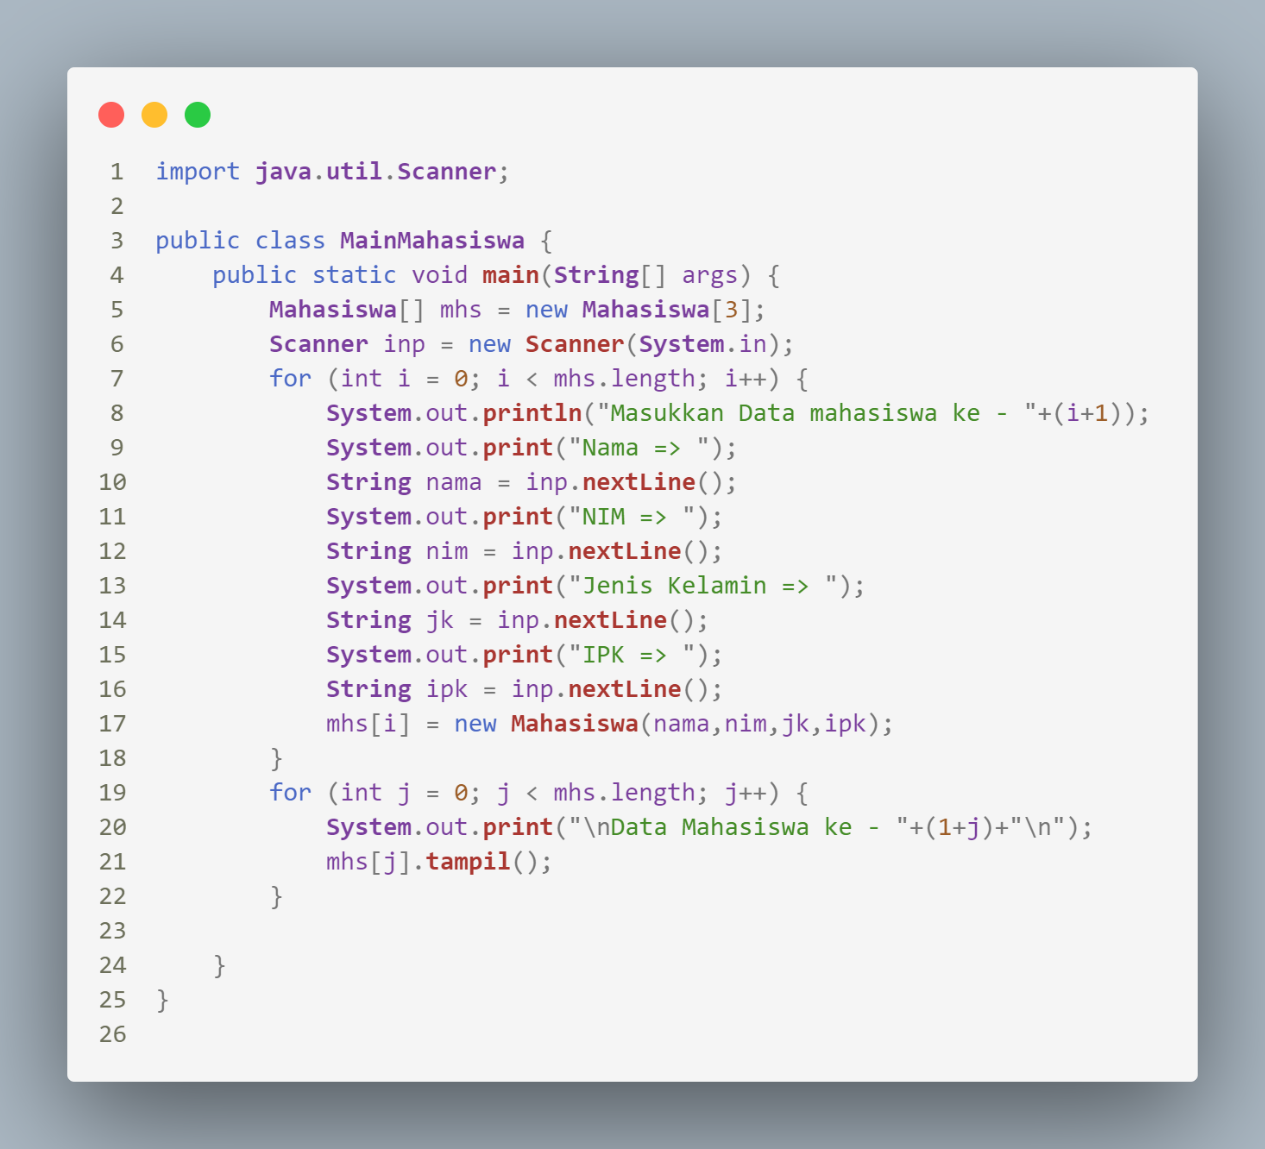 1 import java.util.Scanner;
2
3 public class MainMahasiswa {
4     public static void main(String[] args) {
5         Mahasiswa[] mhs = new Mahasiswa[3];
6         Scanner inp = new Scanner(System.in);
7         for (int i = 0; i < mhs.length; i++) {
8             System.out.println("Masukkan Data mahasiswa ke - "+(i+1));
9             System.out.print("Nama => ");
10             String nama = inp.nextLine();
11             System.out.print("NIM => ");
12             String nim = inp.nextLine();
13             System.out.print("Jenis Kelamin => ");
14             String jk = inp.nextLine();
15             System.out.print("IPK => ");
16             String ipk = inp.nextLine();
17             mhs[i] = new Mahasiswa(nama,nim,jk,ipk);
18         }
19         for (int j = 0; j < mhs.length; j++) {
20             System.out.print("\nData Mahasiswa ke - "+(1+j)+"\n");
21             mhs[j].tampil();
22         }
23
24     }
25 }
26